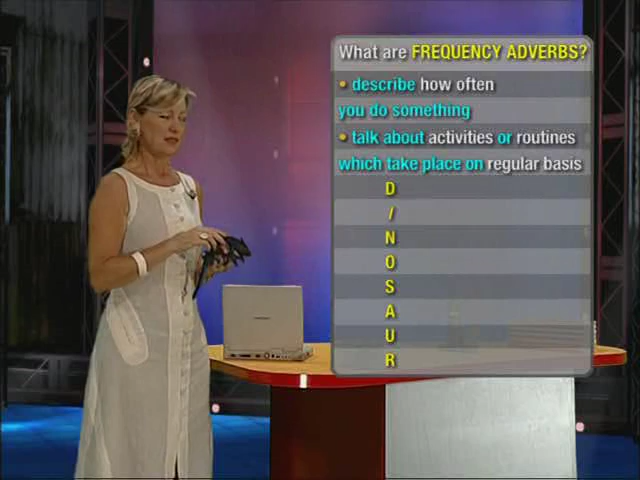 What are FREQUENCY ADVERBS?
• describe how often
you do something
• talk about activities or routines
which take place on regular basis
D
/
N
O
S
A
U
R